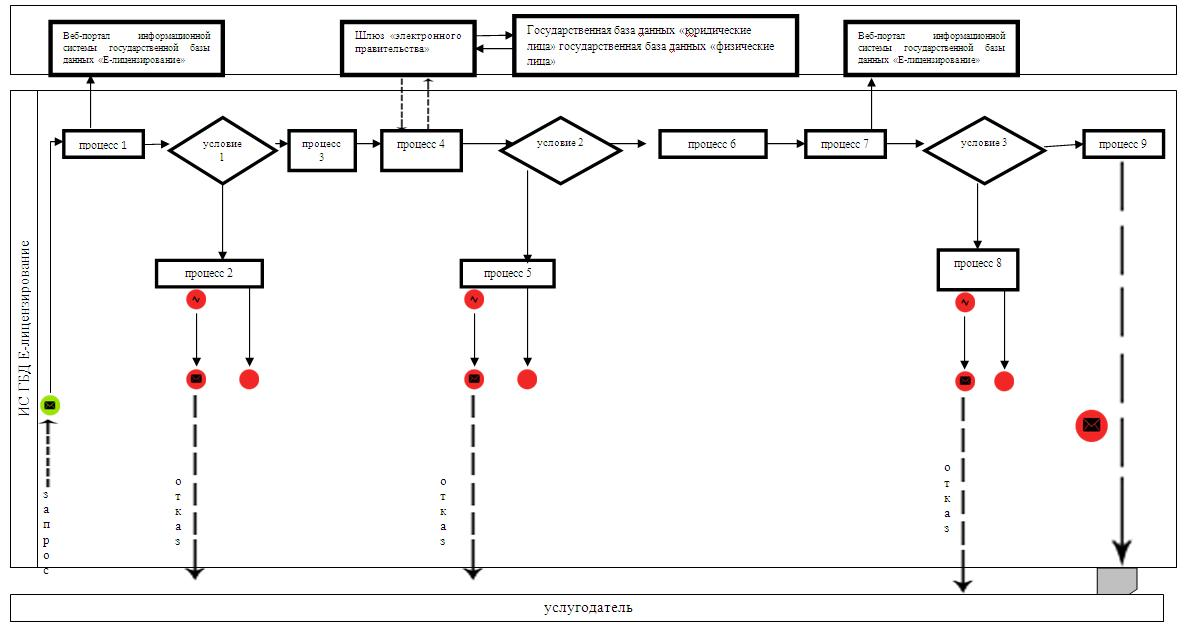 Веб-портал информационной
системы государственной базы
данных «Е-лицензирование»
Шлюз «электронного
правительства»
Государственная база данных «юридические
лица» государственная база данных «физические
лица»
Веб-портал информационной
системы государственной базы
данных «Е-лицензирование»
процесс 1
условие
1
процесс
3
процесс 4
условие 2
процесс 6
процесс 7
условие 3
процесс 9
процесс 2
процесс 5
процесс 8
ИС ГБД Е-лицензирование
запрос
отказ
отказ
отказ
услугодатель